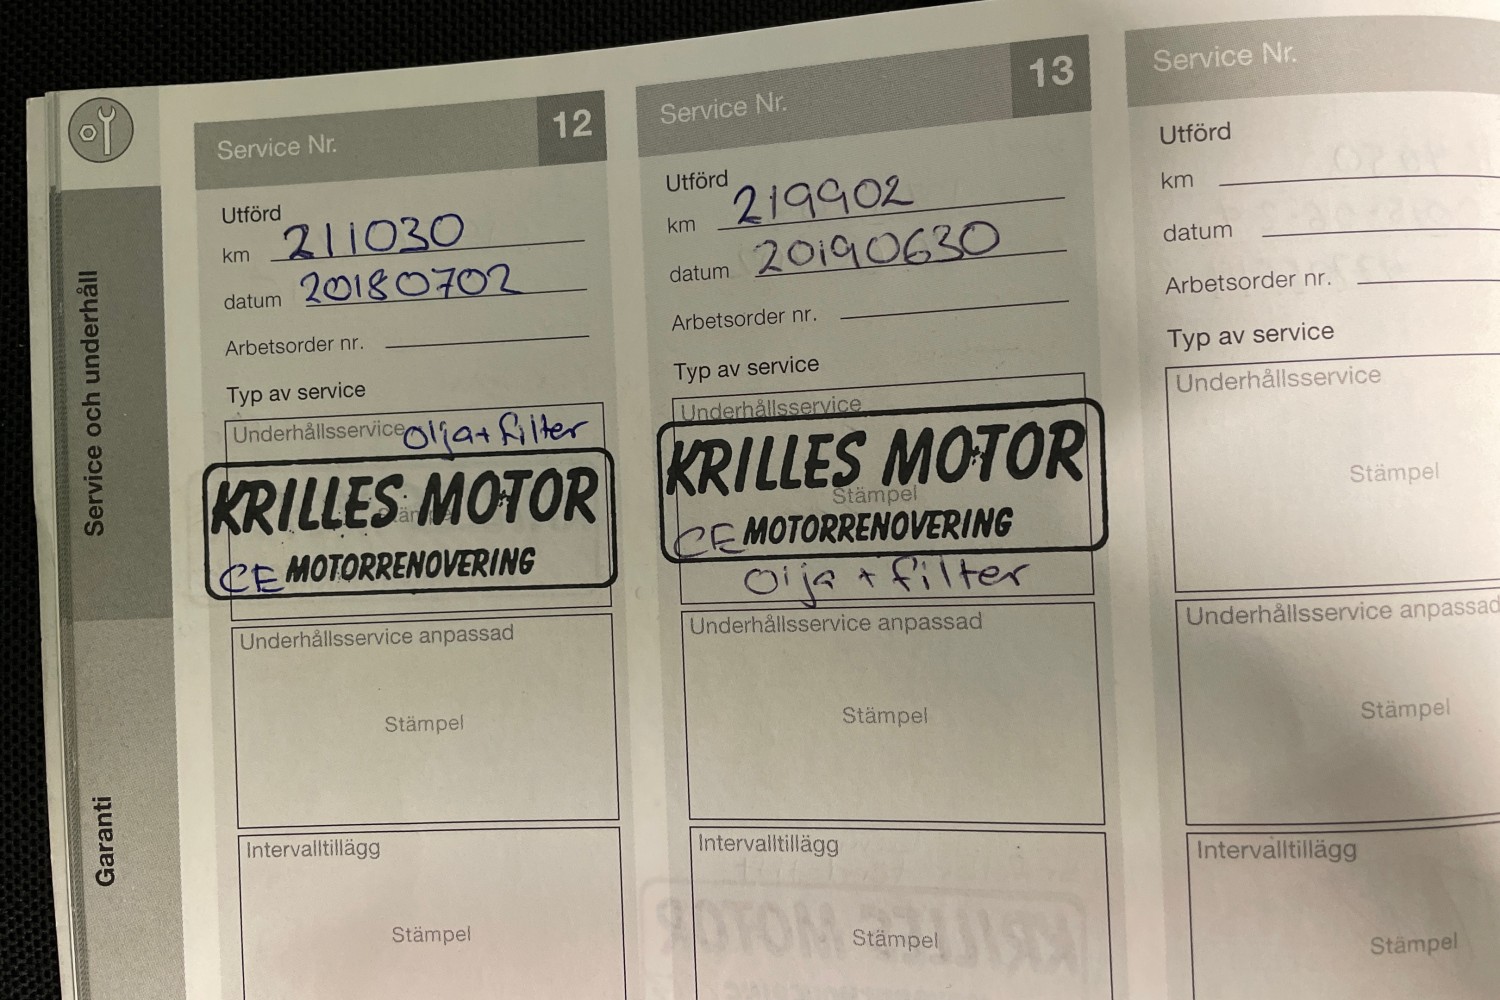 Service och underhåll
Garanti
Service Nr. 12
Utförd
km 211030
datum 20180702
Arbetsorder nr.
Typ av service
Underhållsservice olja + filter
KRILLES MOTOR
Stämpel
CE MOTORRENOVERING
Underhållsservice anpassad
Stämpel
Intervalltillägg
Stämpel
Service Nr. 13
Utförd
km 219902
datum 20190630
Arbetsorder nr.
Typ av service
Underhållsservice
KRILLES MOTOR
Stämpel
CE MOTORRENOVERING
olja + filter
Underhållsservice anpassad
Stämpel
Intervalltillägg
Stämpel
KRILLES MOTOR
Service Nr.
Utförd
km
datum
Arbetsorder nr.
Typ av service
Underhållsservice
Stämpel
Underhållsservice anpassad
Stämpel
Intervalltillägg
Stämpel